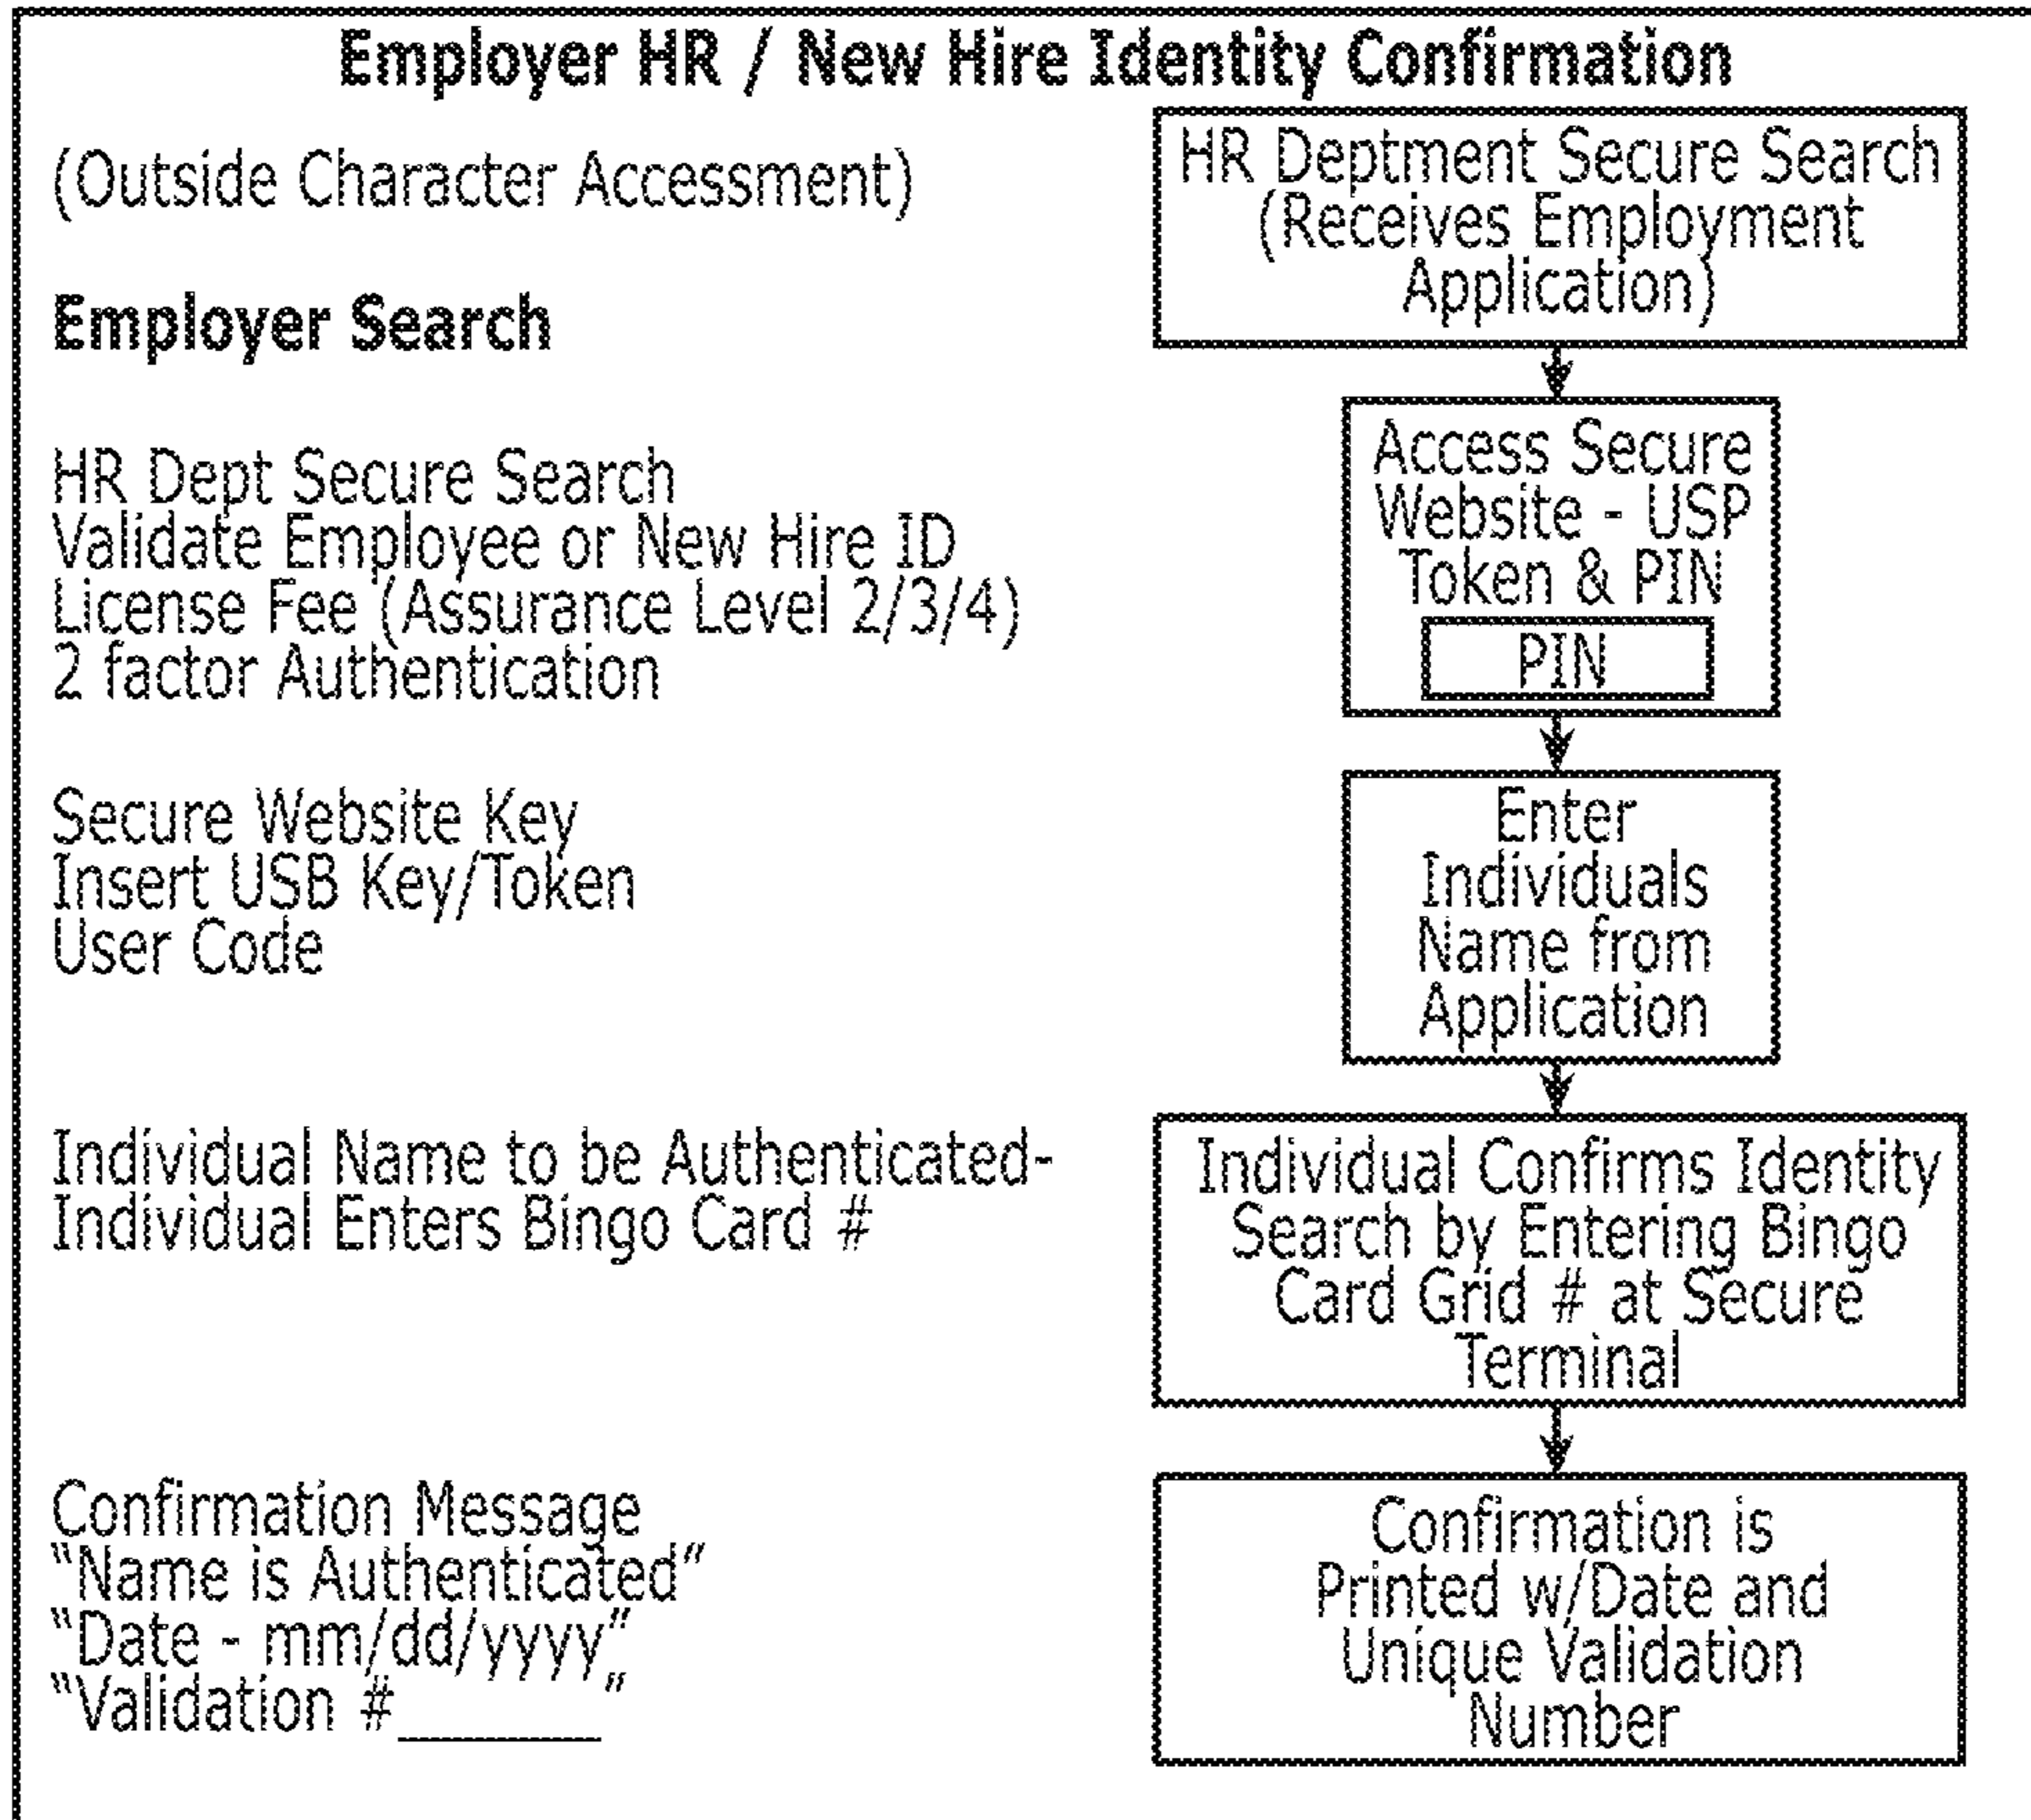 Employer HR / New Hire Identity Confirmation
(Outside Character Accessment)
Employer Search
HR Dept Secure Search
Validate Employee or New Hire ID
License Fee (Assurance Level 2/3/4)
2 factor Authentication
Secure Website Key
Insert USB Key/Token
User Code
Individual Name to be Authenticated-
Individual Enters Bingo Card #
Confirmation Message
“Name is Authenticated”
“Date - mm/dd/yyyy”
“Validation #________”
HR Deptment Secure Search
(Receives Employment
Application)
Access Secure
Website - USP
Token & PIN
PIN
Enter
Individuals
Name from
Application
Individual Confirms Identity
Search by Entering Bingo
Card Grid # at Secure
Terminal
Confirmation is
Printed w/Date and
Unique Validation
Number